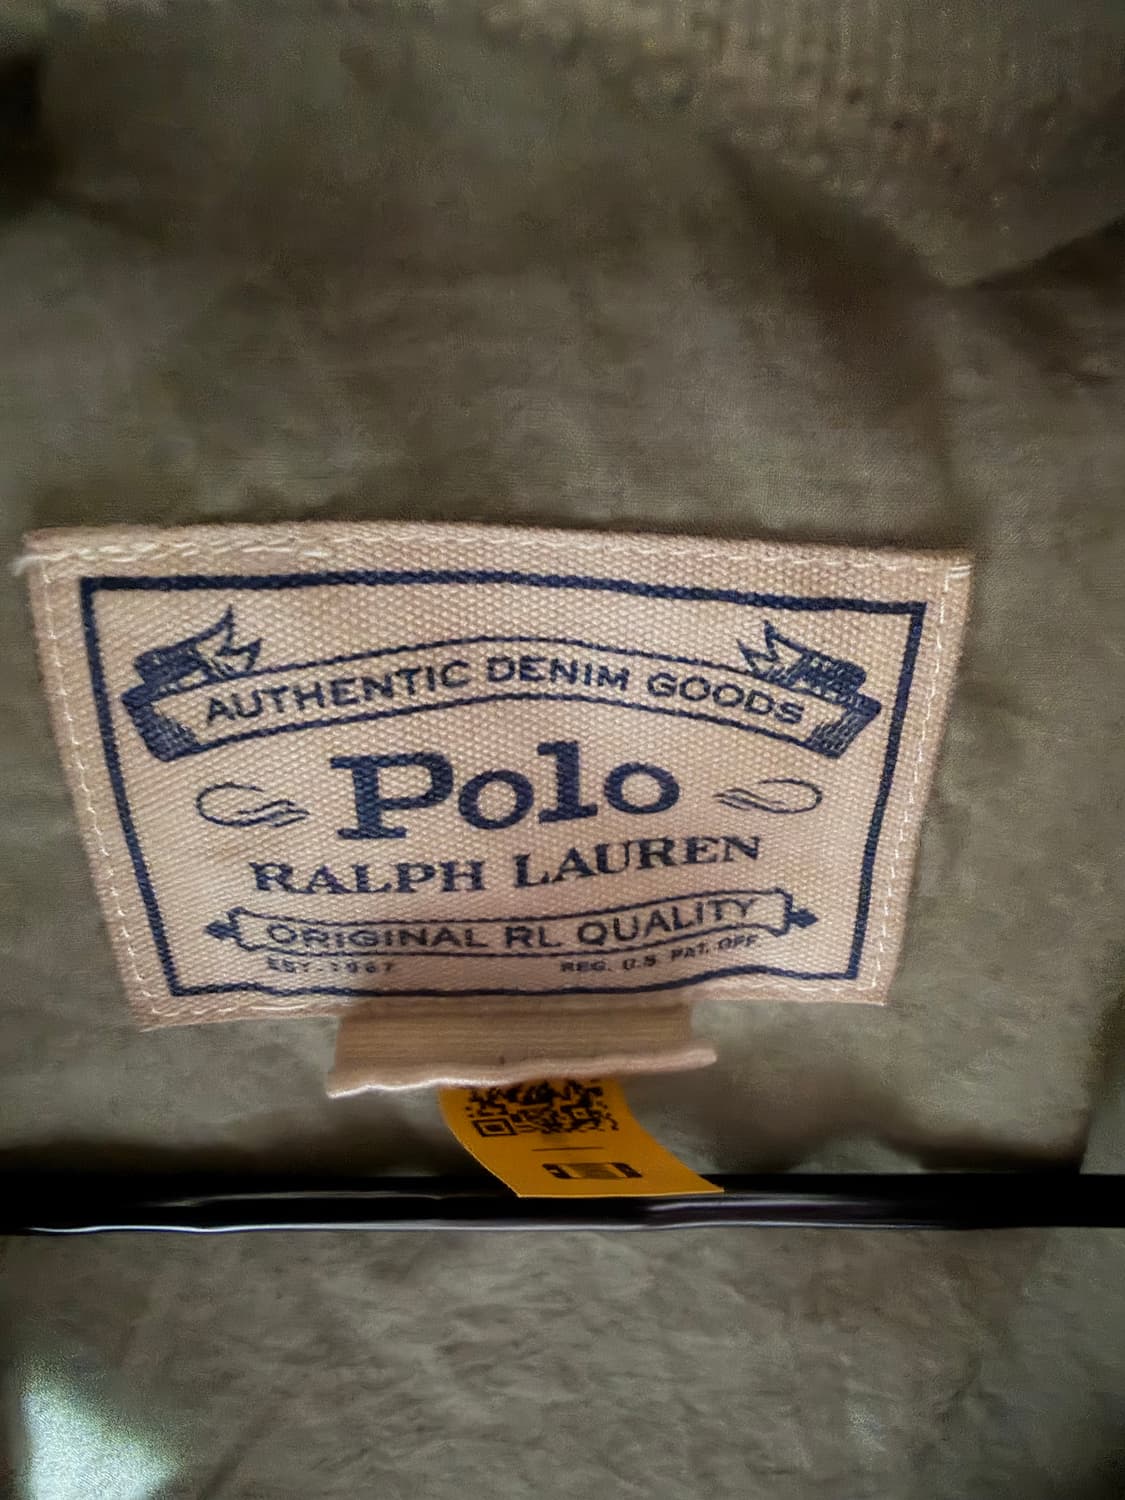 AUTHENTIC DENIM GOODS
Polo
RALPH LAUREN
ORIGINAL RL QUALITY
EST. 1967 REG. U.S. PAT. OFF